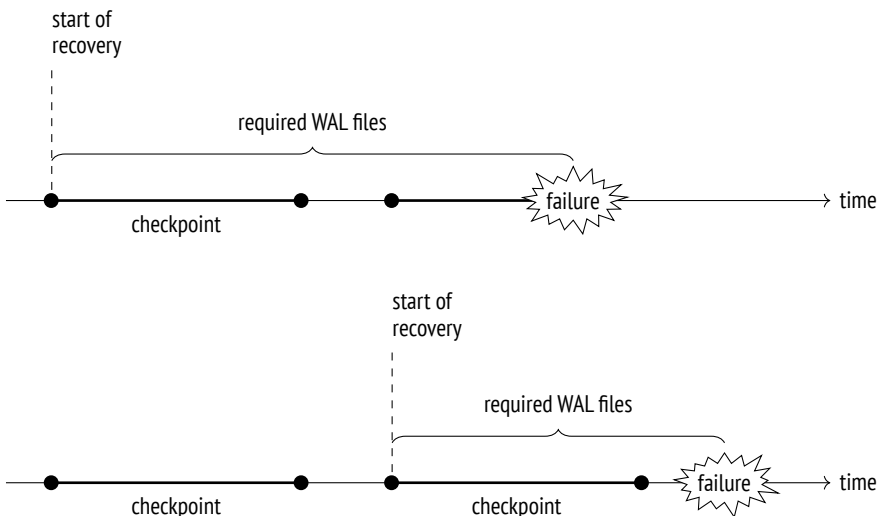 start of
recovery
required WAL files
failure
time
checkpoint
start of
recovery
required WAL files
failure
time
checkpoint
checkpoint